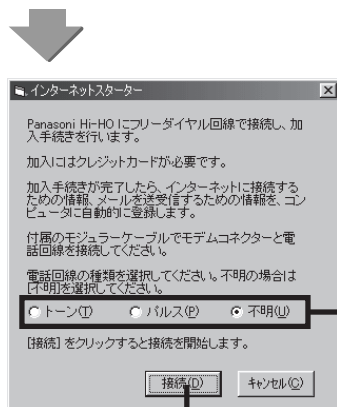 インターネットスターター
Panasoni Hi-HO にフリーダイヤル回線で接続し、加
入手続きを行います。
加入にはクレジットカードが必要です。
加入手続きが完了したら、インターネットに接続する
ための情報、メールを送受信するための情報を、コン
ピュータに自動的に登録します。
付属のモジュラーケーブルでモデムコネクターと電
話回線を接続してください。
電話回線の種類を選択してください。不明の場合は
[不明]を選択してください。
トーン(T) パルス(P) 不明(U)
[接続] をクリックすると接続を開始します。
接続(D) キャンセル(C)